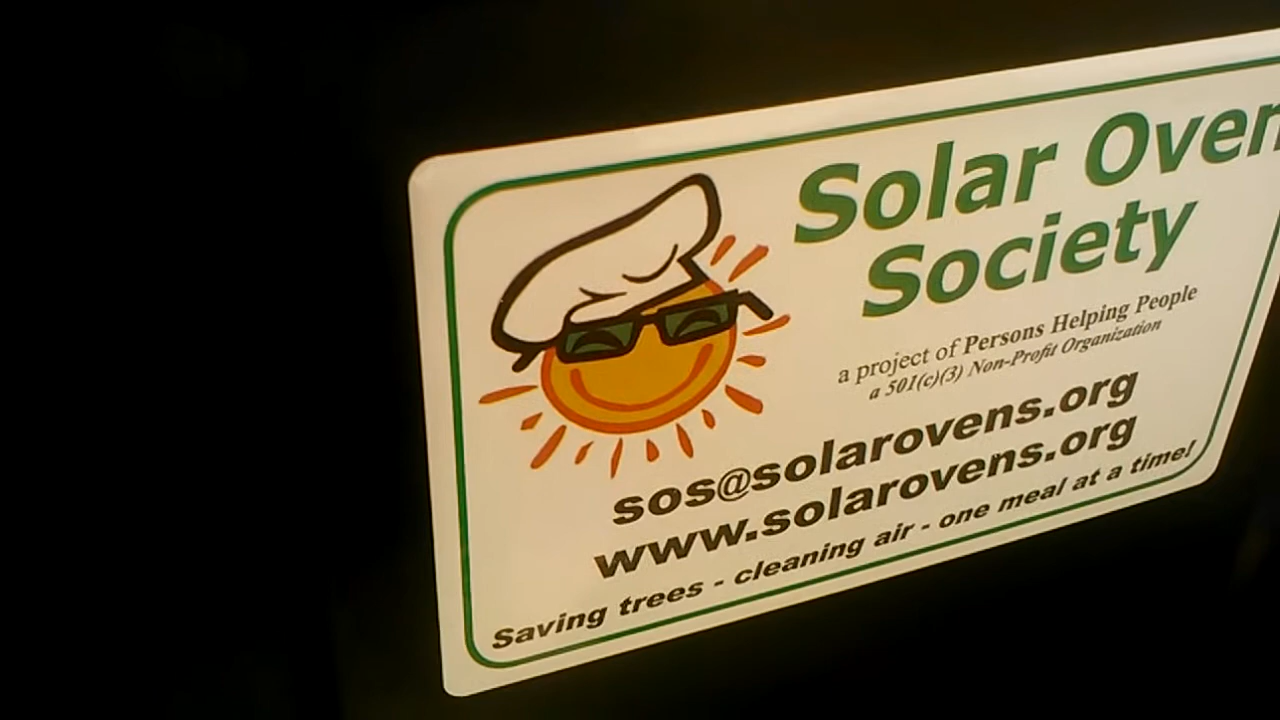 Solar Oven
Society
a project of Persons Helping People
a 501(c)(3) Non-Profit Organization
sos@solarovens.org
www.solarovens.org
Saving trees - cleaning air - one meal at a time!